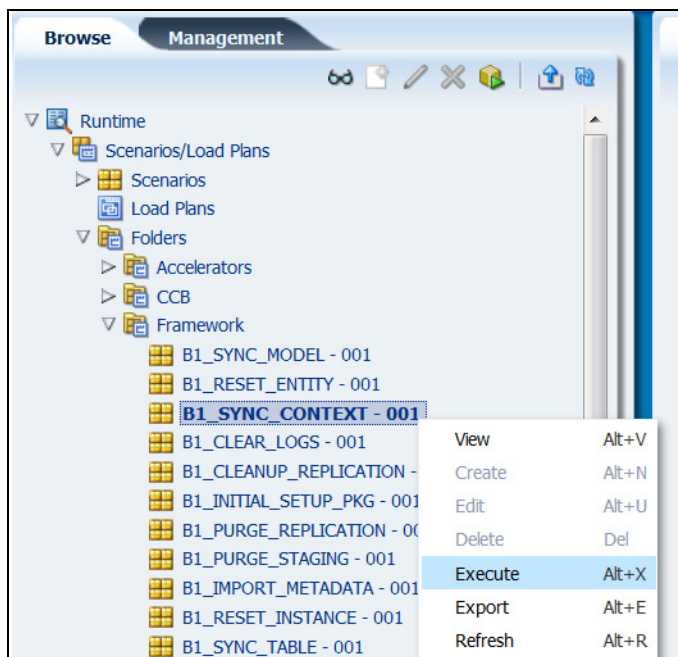 Browse Management
Runtime
Scenarios/Load Plans
Scenarios
Load Plans
Folders
Accelerators
CCB
Framework
B1_SYNC_MODEL - 001
B1_RESET_ENTITY - 001
B1_SYNC_CONTEXT - 001
B1_CLEAR_LOGS - 001
B1_CLEANUP_REPLICATION -
B1_INITIAL_SETUP_PKG - 001
B1_PURGE_REPLICATION - 00
B1_PURGE_STAGING - 001
B1_IMPORT_METADATA - 001
B1_RESET_INSTANCE - 001
B1_SYNC_TABLE - 001
View Alt+V
Create Alt+N
Edit Alt+U
Delete Del
Execute Alt+X
Export Alt+E
Refresh Alt+R